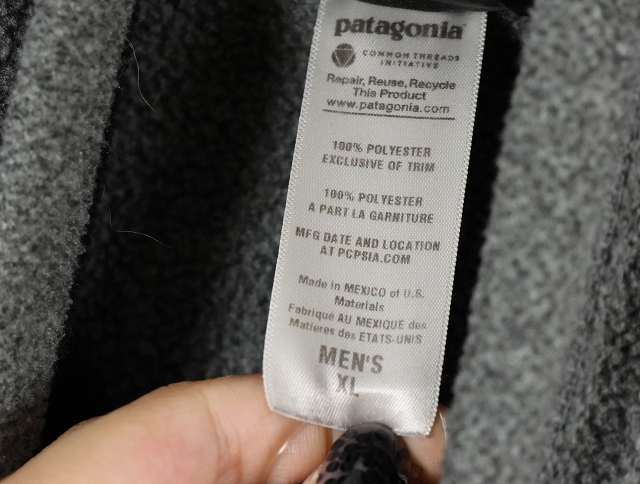 patagonia®
COMMON THREADS
INITIATIVE
Repair, Reuse, Recycle
This Product
www.patagonia.com
100% POLYESTER
EXCLUSIVE OF TRIM
100% POLYESTER
A PART LA GARNITURE
MFG DATE AND LOCATION
AT PCPSIA.COM
Made in MEXICO of U.S.
Materials
Fabriqué AU MEXIQUE des
Matieres des ETATS-UNIS
MEN'S
XL